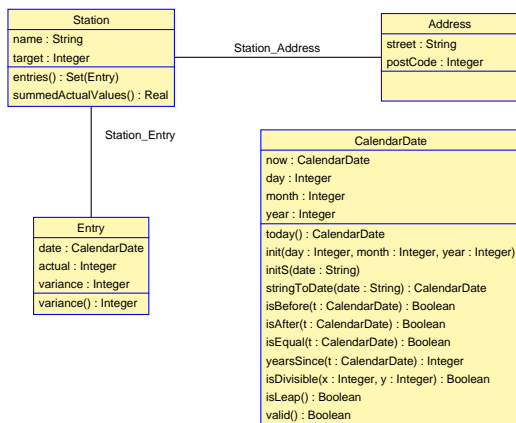 Station
name : String
target : Integer
entries() : Set(Entry)
summedActualValues() : Real
Station_Address
Address
street : String
postCode : Integer
Station_Entry
Entry
date : CalendarDate
actual : Integer
variance : Integer
variance() : Integer
CalendarDate
now : CalendarDate
day : Integer
month : Integer
year : Integer
today() : CalendarDate
init(day : Integer, month : Integer, year : Integer)
initS(date : String)
stringToDate(date : String) : CalendarDate
isBefore(t : CalendarDate) : Boolean
isAfter(t : CalendarDate) : Boolean
isEqual(t : CalendarDate) : Boolean
yearsSince(t : CalendarDate) : Integer
isDivisible(x : Integer, y : Integer) : Boolean
isLeap() : Boolean
valid() : Boolean